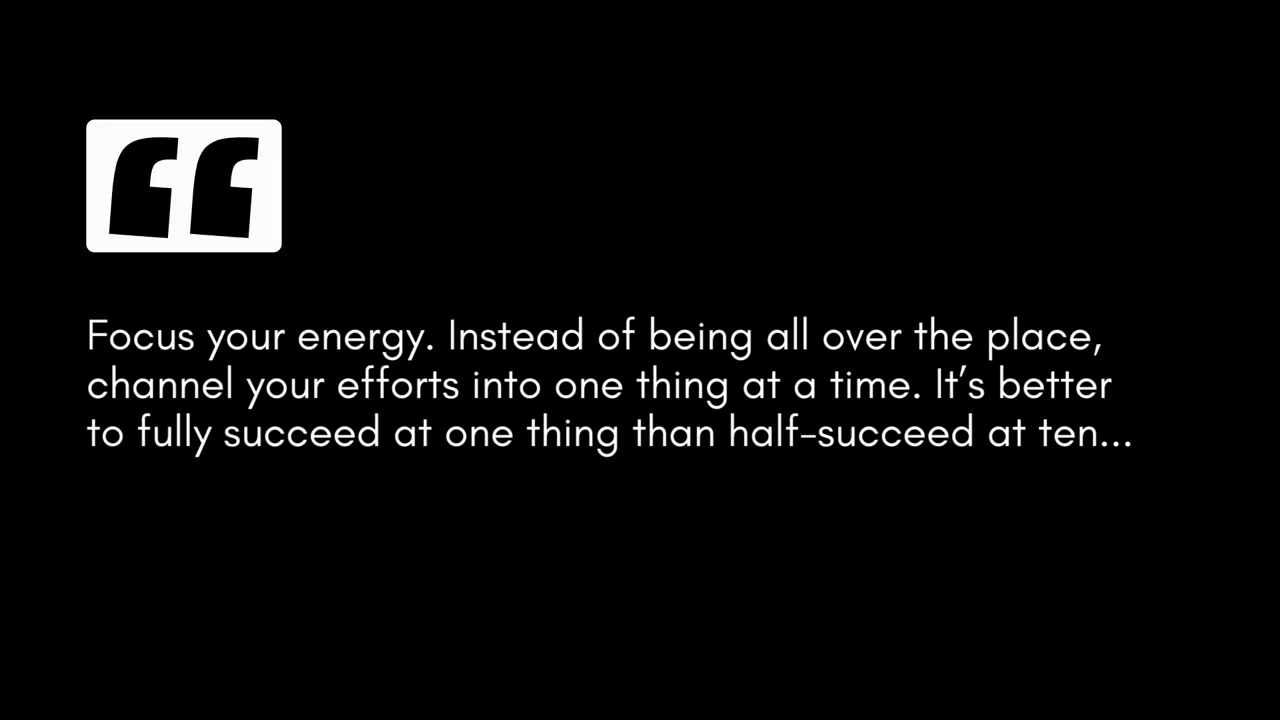 “
Focus your energy. Instead of being all over the place,
channel your efforts into one thing at a time. It’s better
to fully succeed at one thing than half-succeed at ten...